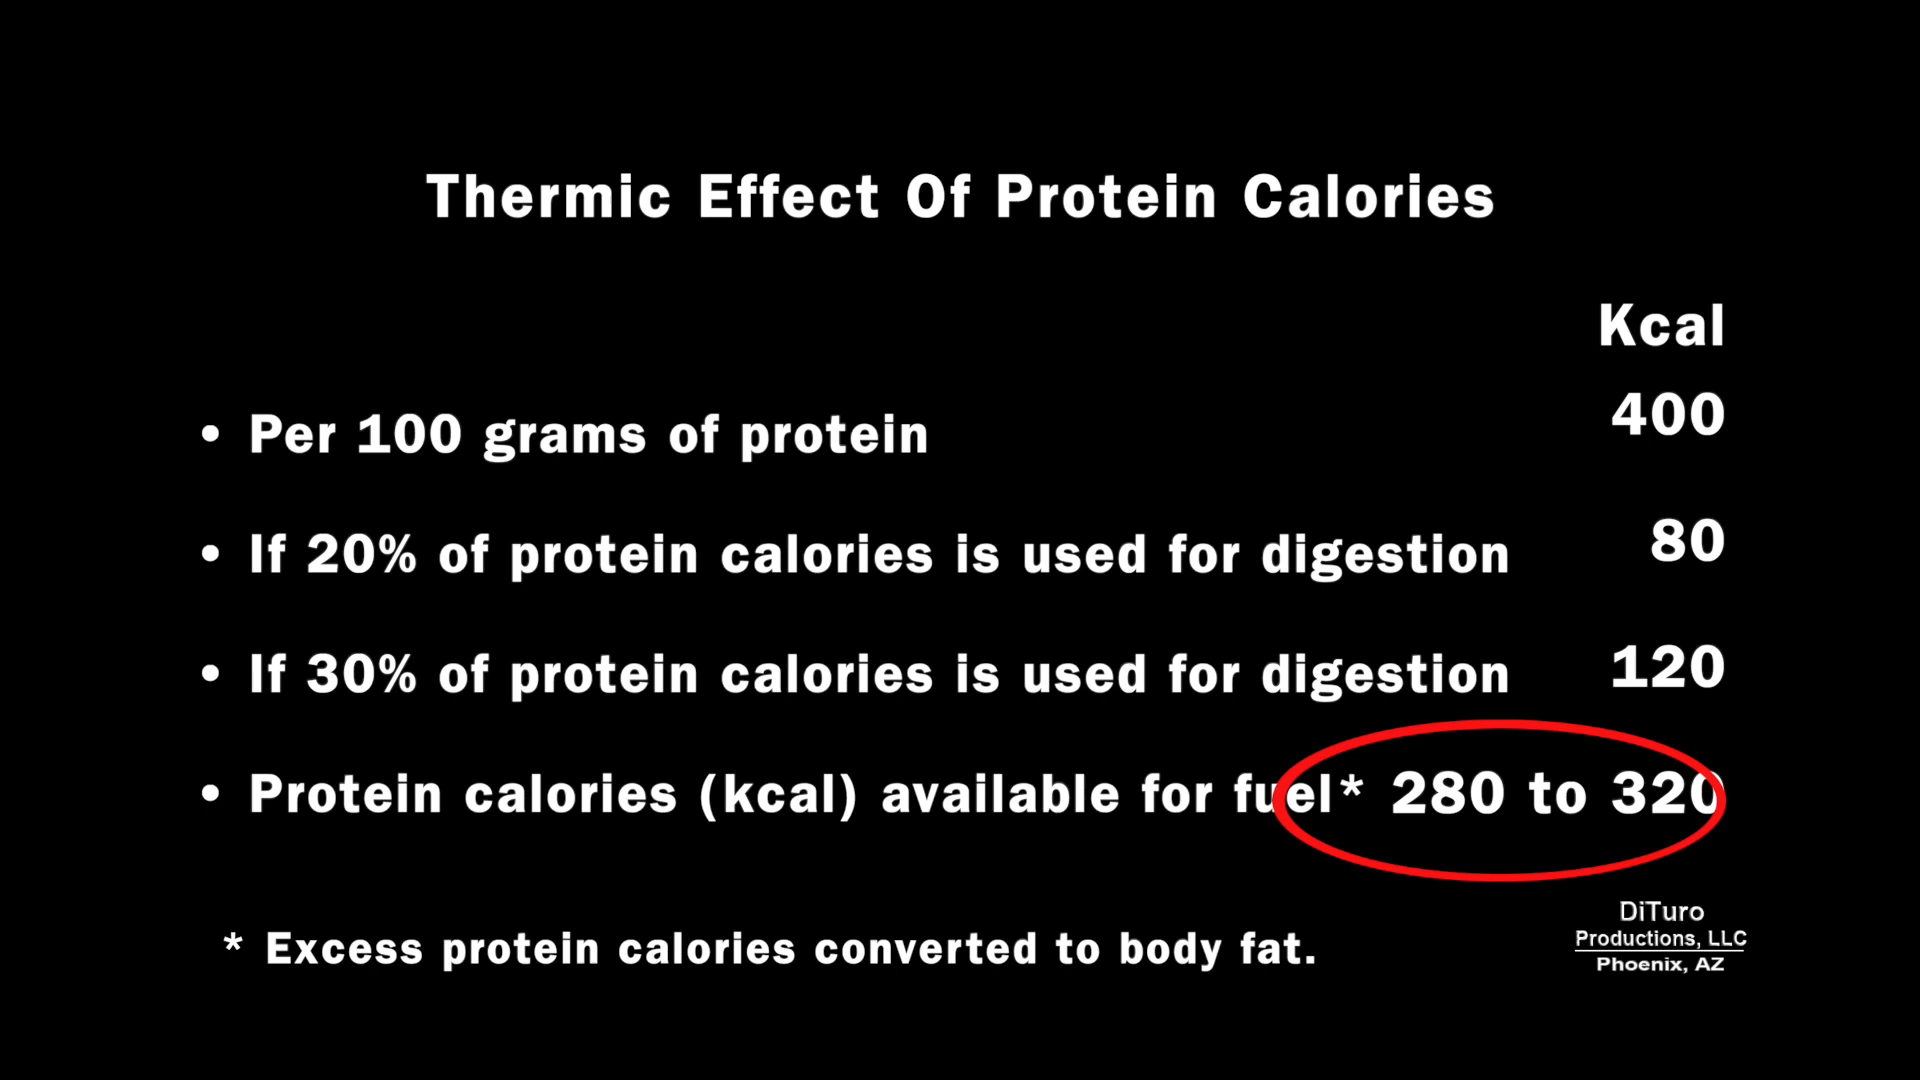 Thermic Effect Of Protein Calories
Kcal
• Per 100 grams of protein 400
• If 20% of protein calories is used for digestion 80
• If 30% of protein calories is used for digestion 120
• Protein calories (kcal) available for fuel* 280 to 320
* Excess protein calories converted to body fat.
DiTuro
Productions, LLC
Phoenix, AZ